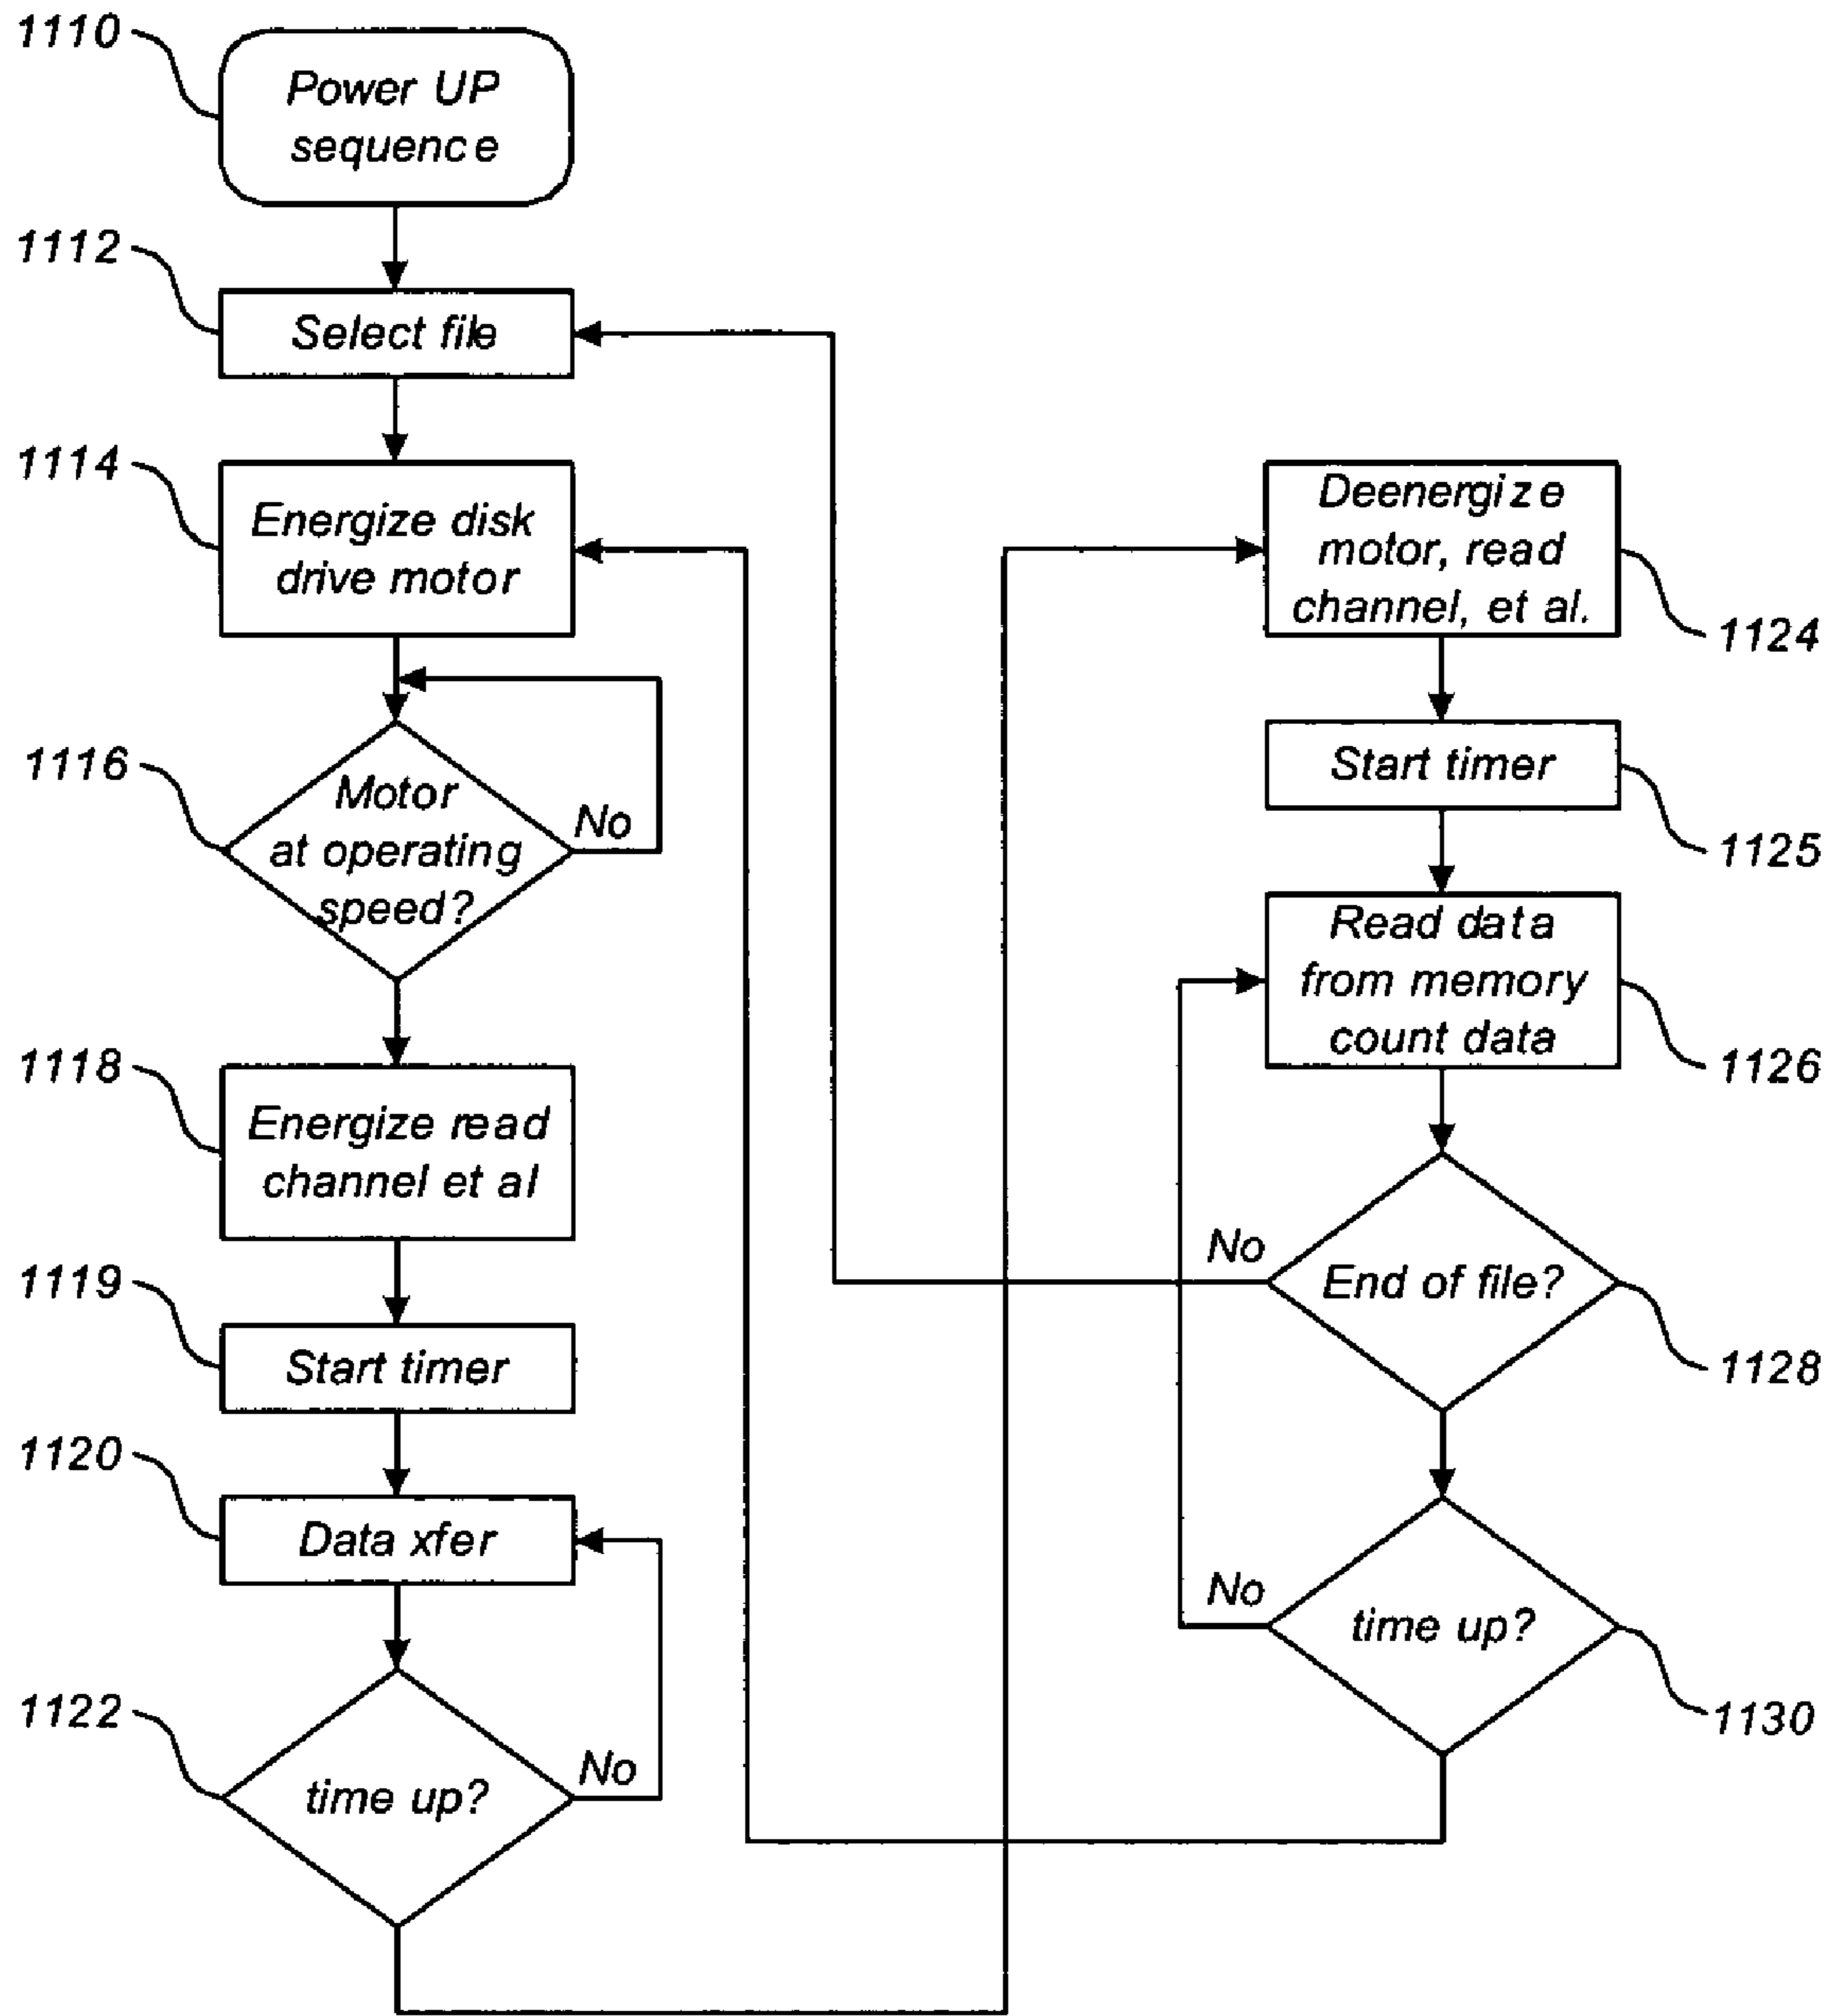 1110
Power UP
sequence
1112
Select file
1114
Energize disk
drive motor
1116
Motor
at operating
speed?
No
1118
Energize read
channel et al
1119
Start timer
1120
Data xfer
1122
time up?
No
Deenergize
motor, read
channel, et al.
1124
Start timer
1125
Read data
from memory
count data
1126
No
End of file?
1128
No
time up?
1130